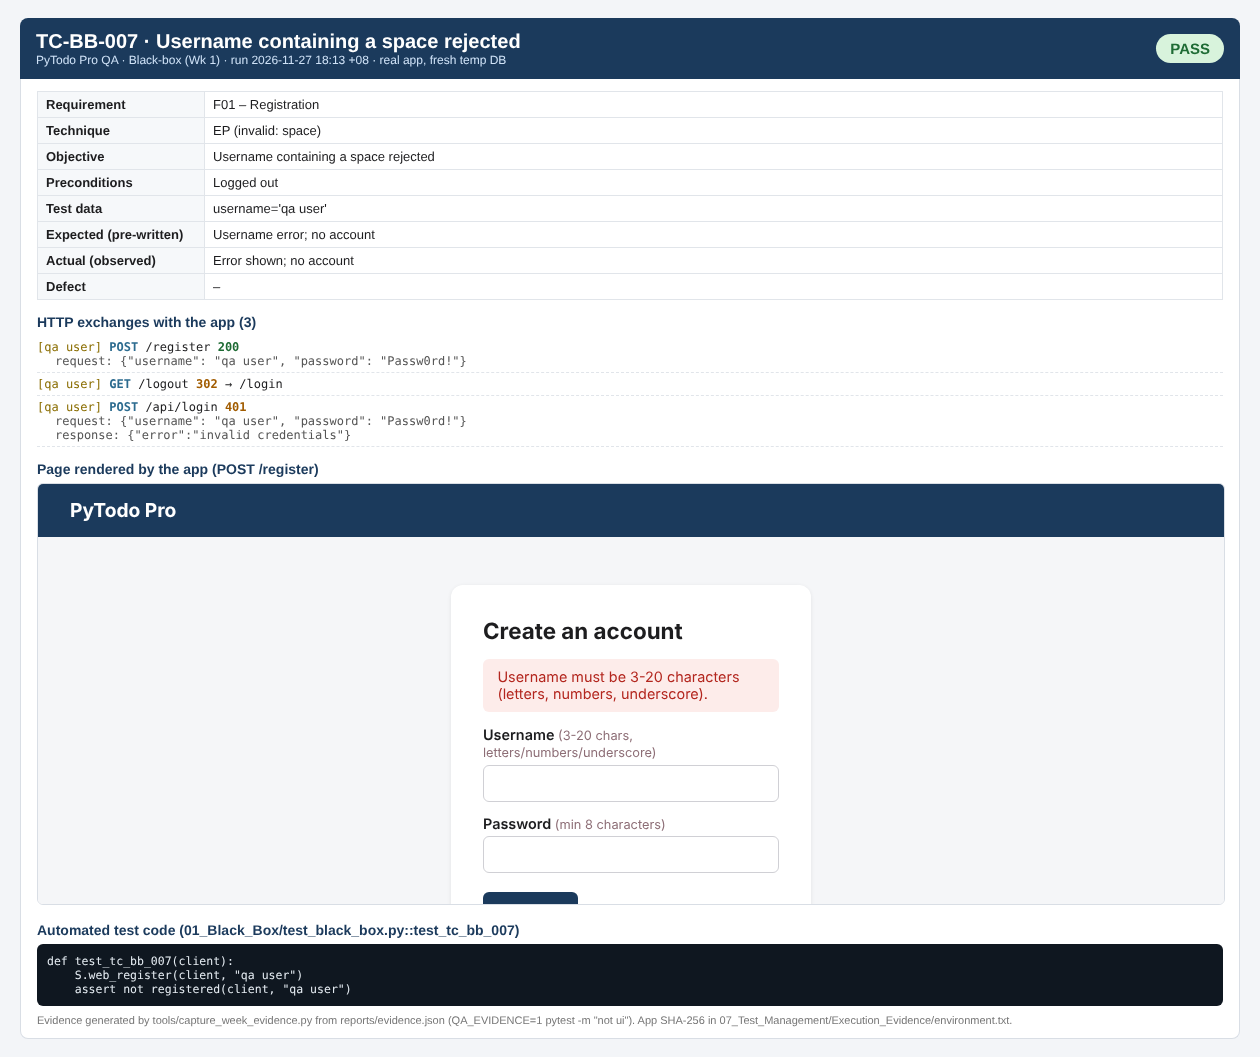 TC-BB-007 · Username containing a space rejected
PyTodo Pro QA · Black-box (Wk 1) · run 2026-11-27 18:13 +08 · real app, fresh temp DB
PASS
Requirement F01 – Registration
Technique EP (invalid: space)
Objective Username containing a space rejected
Preconditions Logged out
Test data username='qa user'
Expected (pre-written) Username error; no account
Actual (observed) Error shown; no account
Defect –
HTTP exchanges with the app (3)
[qa user] POST /register 200
request: {"username": "qa user", "password": "Passw0rd!"}
[qa user] GET /logout 302 → /login
[qa user] POST /api/login 401
request: {"username": "qa user", "password": "Passw0rd!"}
response: {"error":"invalid credentials"}
Page rendered by the app (POST /register)
PyTodo Pro
Create an account
Username must be 3-20 characters
(letters, numbers, underscore).
Username (3-20 chars,
letters/numbers/underscore)
Password (min 8 characters)
Automated test code (01_Black_Box/test_black_box.py::test_tc_bb_007)
def test_tc_bb_007(client):
    S.web_register(client, "qa user")
    assert not registered(client, "qa user")
Evidence generated by tools/capture_week_evidence.py from reports/evidence.json (QA_EVIDENCE=1 pytest -m "not ui"). App SHA-256 in 07_Test_Management/Execution_Evidence/environment.txt.